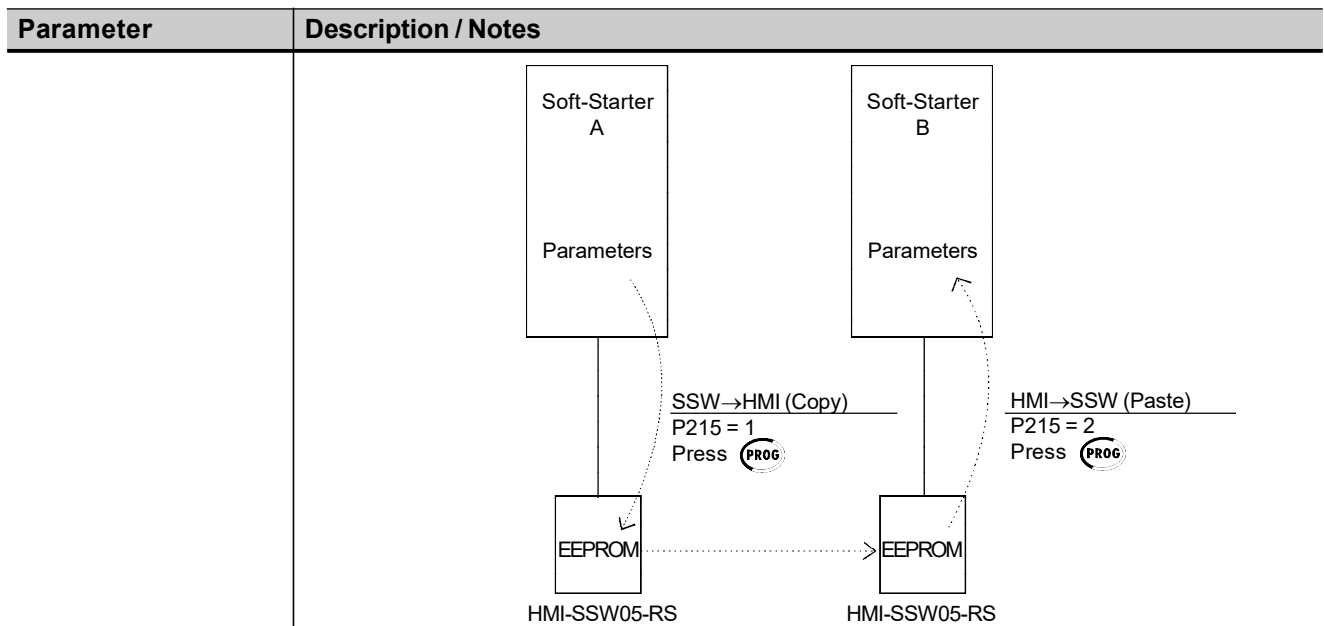 Parameter
Description / Notes
Soft-Starter
A
Parameters
Soft-Starter
B
Parameters
SSW→HMI (Copy)
P215 = 1
Press PROG
HMI→SSW (Paste)
P215 = 2
Press PROG
EEPROM
EEPROM
HMI-SSW05-RS
HMI-SSW05-RS